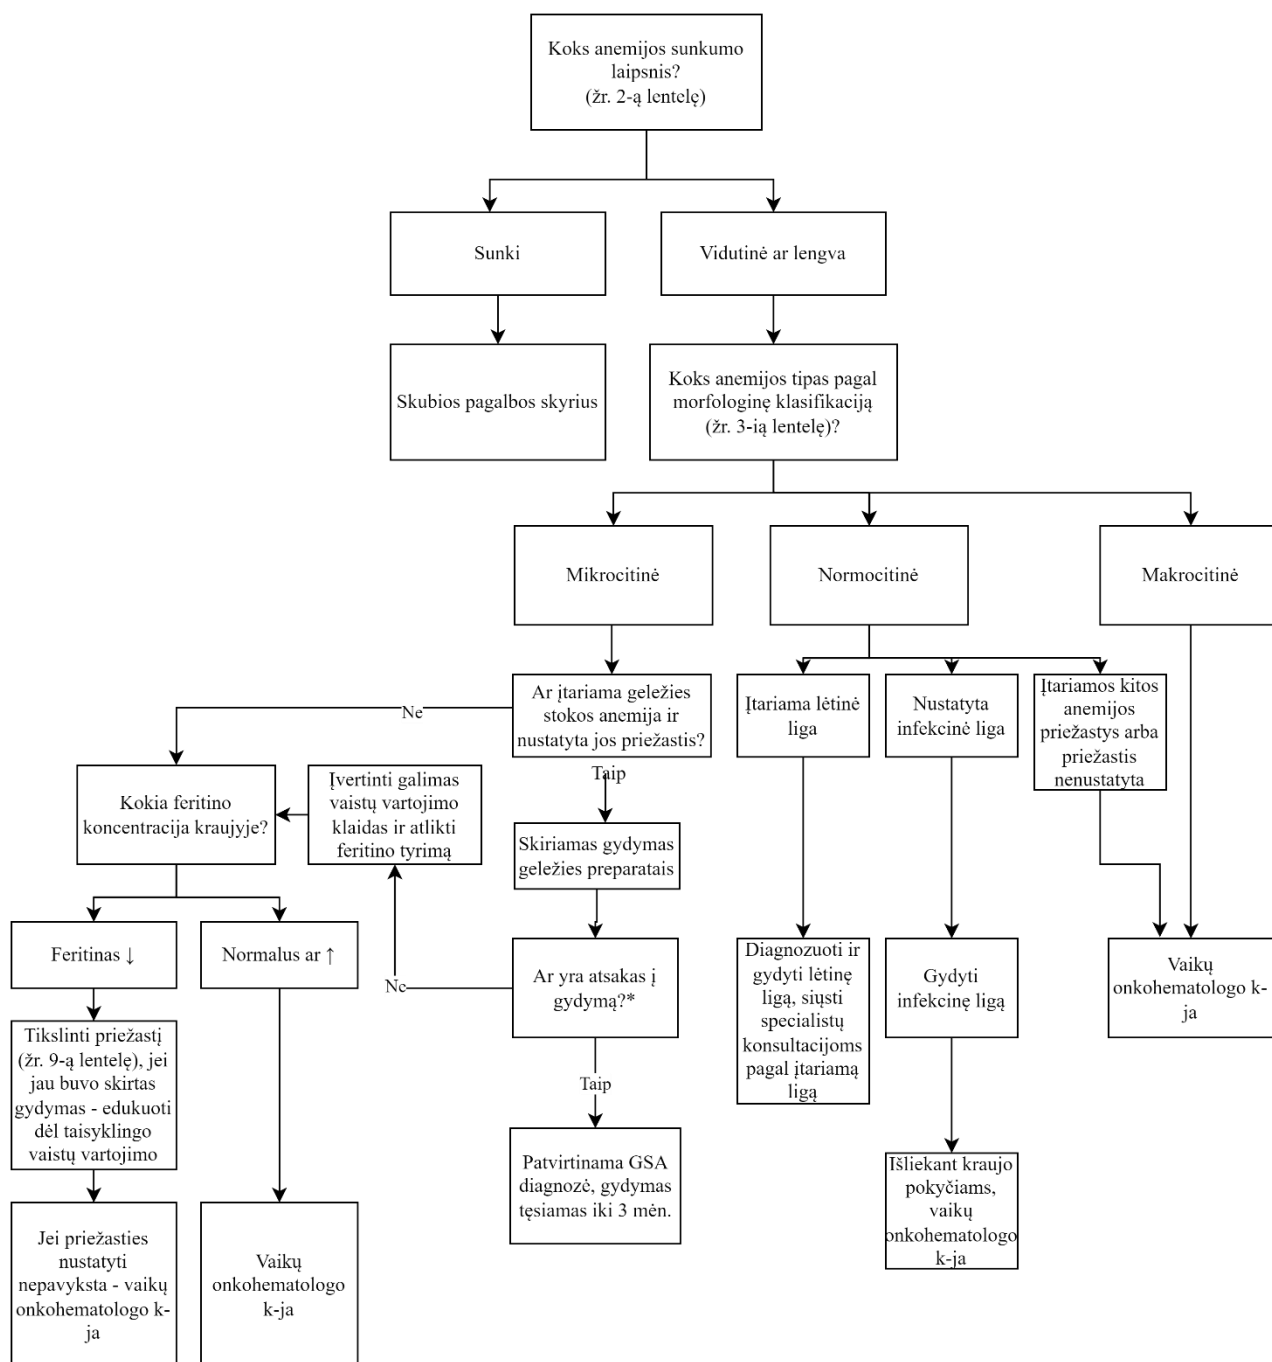 Koks anemijos sunkumo
laipsnis?
(žr. 2-ą lentelę)
Sunki
Vidutinė ar lengva
Skubios pagalbos skyrius
Koks anemijos tipas pagal
morfologinę klasifikaciją
(žr. 3-ią lentelę)?
Mikrocitinė
Normocitinė
Makrocitinė
Ar įtariama geležies
stokos anemija ir
nustatyta jos priežastis?
Ne
Taip
Įtariama lėtinė
liga
Nustatyta
infekcinė liga
Įtariamos kitos
anemijos
priežastys arba
priežastis
nenustatyta
Kokia feritino
koncentracija kraujyje?
Įvertinti galimas
vaistų vartojimo
klaidas ir atlikti
feritino tyrimą
Skiriamas gydymas
geležies preparatais
Feritinas ↓
Normalus ar ↑
Ne
Ar yra atsakas į
gydymą?*
Diagnozuoti ir
gydyti lėtinę
ligą, siųsti
specialistų
konsultacijoms
pagal įtariamą
ligą
Gydyti
infekcinę ligą
Vaikų
onkohematologo k-
ja
Tikslinti priežastį
(žr. 9-ą lentelę), jei
jau buvo skirtas
gydymas - edukuoti
dėl taisyklingo
vaistų vartojimo
Taip
Patvirtinama GSA
diagnozė, gydymas
tęsiamas iki 3 mėn.
Išliekant kraujo
pokyčiams,
vaikų
onkohematologo
k-ja
Jei priežasties
nustatyti
nepavyksta - vaikų
onkohematologo k-
ja
Vaikų
onkohematologo
k-ja